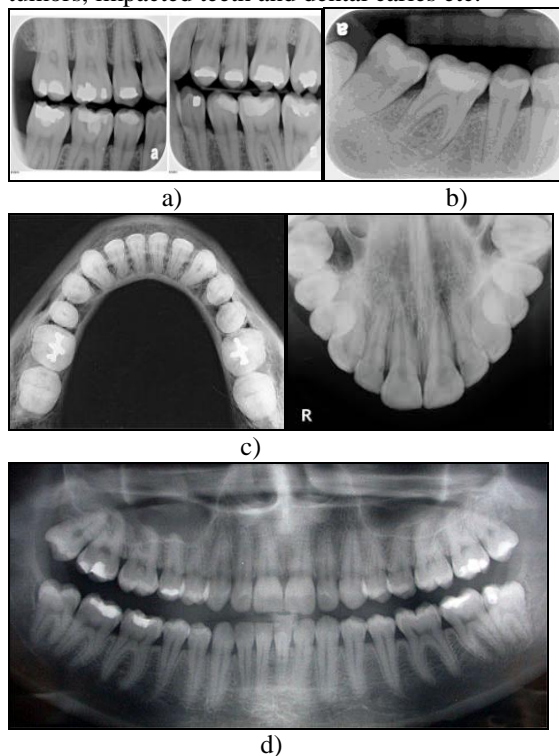 tumors, impacted teeth and dental caries etc.
a
a
a) b)
R
c)
d)